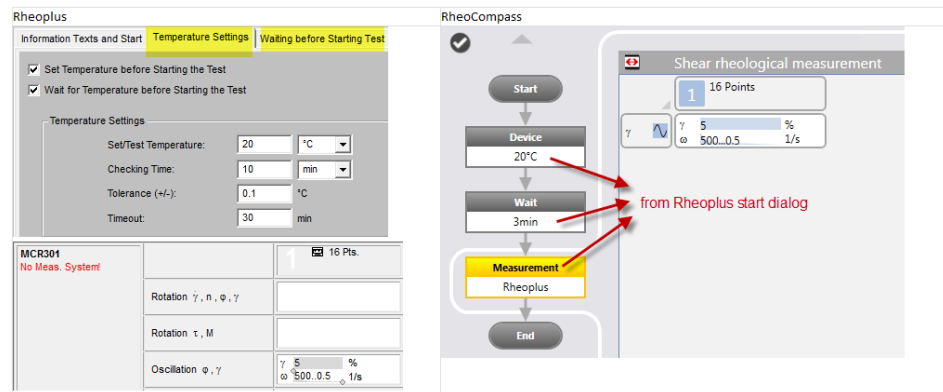 Rheoplus
Information Texts and Start Temperature Settings Waiting before Starting Test
Set Temperature before Starting the Test
Wait for Temperature before Starting the Test
Temperature Settings
Set/Test Temperature: 20 °C
Checking Time: 10 min
Tolerance (+/-): 0.1 °C
Timeout: 30 min
MCR301
No Meas. System!
1 16 Pts.
Rotation γ̇ , n , φ , γ
Rotation τ , M
Oscillation φ , γ
γ 5 %
ω 500..0.5 1/s
RheoCompass
Start
Device
20°C
Wait
3min
Measurement
Rheoplus
End
from Rheoplus start dialog
Shear rheological measurement
1 16 Points
γ
γ 5 %
ω 500...0.5 1/s